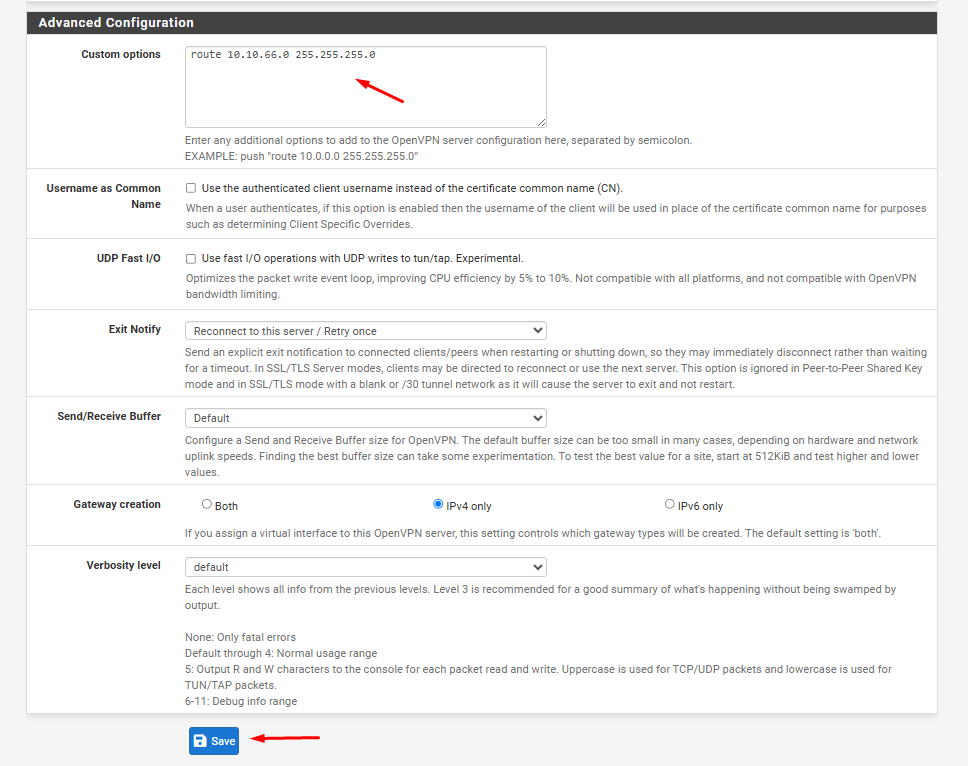 Advanced Configuration
Custom options
route 10.10.66.0 255.255.255.0
Enter any additional options to add to the OpenVPN server configuration here, separated by semicolon.
EXAMPLE: push "route 10.0.0.0 255.255.255.0"
Username as Common
Name
Use the authenticated client username instead of the certificate common name (CN).
When a user authenticates, if this option is enabled then the username of the client will be used in place of the certificate common name for purposes
such as determining Client Specific Overrides.
UDP Fast I/O
Use fast I/O operations with UDP writes to tun/tap. Experimental.
Optimizes the packet write event loop, improving CPU efficiency by 5% to 10%. Not compatible with all platforms, and not compatible with OpenVPN
bandwidth limiting.
Exit Notify
Reconnect to this server / Retry once
Send an explicit exit notification to connected clients/peers when restarting or shutting down, so they may immediately disconnect rather than waiting
for a timeout. In SSL/TLS Server modes, clients may be directed to reconnect or use the next server. This option is ignored in Peer-to-Peer Shared Key
mode and in SSL/TLS mode with a blank or /30 tunnel network as it will cause the server to exit and not restart.
Send/Receive Buffer
Default
Configure a Send and Receive Buffer size for OpenVPN. The default buffer size can be too small in many cases, depending on hardware and network
uplink speeds. Finding the best buffer size can take some experimentation. To test the best value for a site, start at 512KiB and test higher and lower
values.
Gateway creation
Both
IPv4 only
IPv6 only
If you assign a virtual interface to this OpenVPN server, this setting controls which gateway types will be created. The default setting is 'both'.
Verbosity level
default
Each level shows all info from the previous levels. Level 3 is recommended for a good summary of what's happening without being swamped by
output.
None: Only fatal errors
Default through 4: Normal usage range
5: Output R and W characters to the console for each packet read and write. Uppercase is used for TCP/UDP packets and lowercase is used for
TUN/TAP packets.
6-11: Debug info range
Save